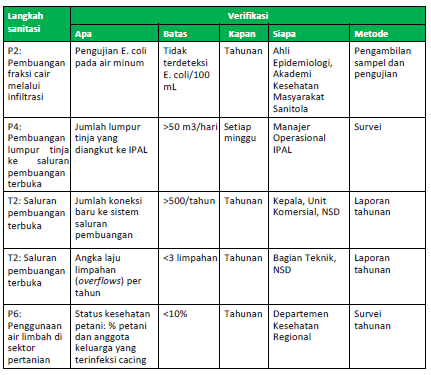 Langkah sanitasi
Verifikasi
Apa
Batas
Kapan
Siapa
Metode
P2:
Pembuangan
fraksi cair
melalui
infiltrasi
Pengujian E. coli
pada air minum
Tidak
terdeteksi
E. coli/100
mL
Tahunan
Ahli
Epidemiologi,
Akademi
Kesehatan
Masyarakat
Sanitola
Pengambilan
sampel dan
pengujian
P4:
Pembuangan
lumpur tinja
ke saluran
pembuangan
terbuka
Jumlah lumpur
tinja yang
diangkut ke IPAL
>50 m3/hari
Setiap
minggu
Manajer
Operasional
IPAL
Survei
T2: Saluran
pembuangan
terbuka
Jumlah koneksi
baru ke sistem
saluran
pembuangan
>500/tahun
Tahunan
Kepala, Unit
Komersial, NSD
Laporan
tahunan
T2: Saluran
pembuangan
terbuka
Angka laju
limpahan
(overflows) per
tahun
<3 limpahan
Tahunan
Bagian Teknik,
NSD
Laporan
tahunan
P6:
Penggunaan
air limbah di
sektor
pertanian
Status kesehatan
petani: % petani
dan anggota
keluarga yang
terinfeksi cacing
<10%
Tahunan
Departemen
Kesehatan
Regional
Survei
tahunan